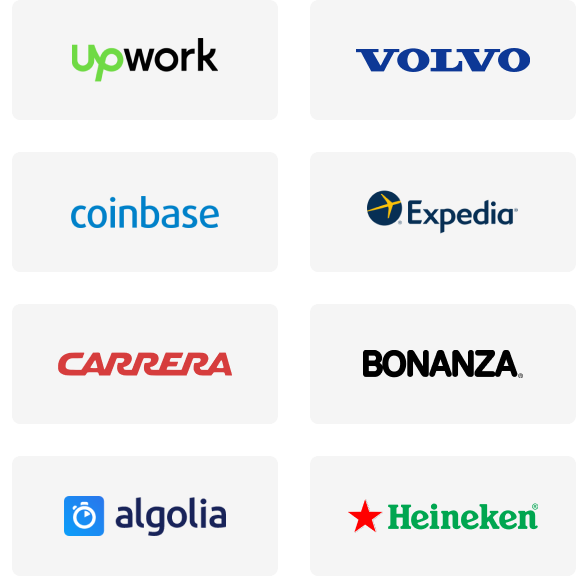 upwork
VOLVO
coinbase
Expedia®
CARRERA
BONANZA®
algolia
Heineken®